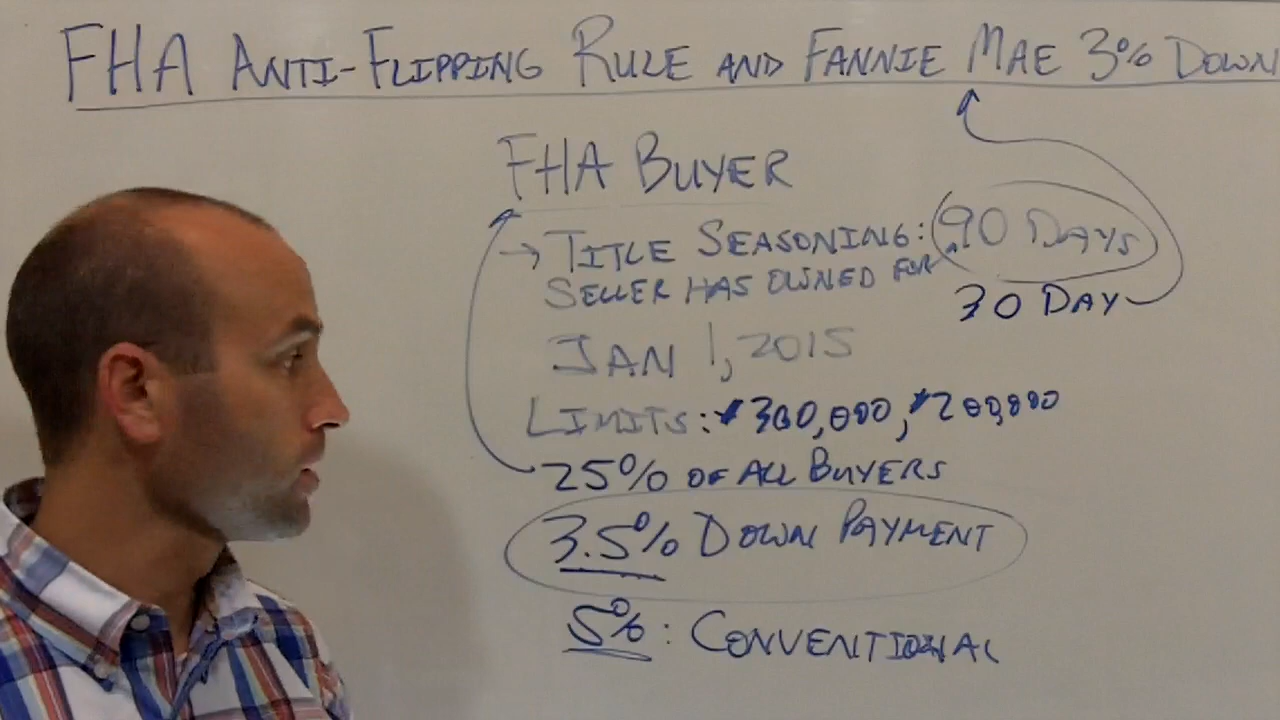 FHA ANTI-FLIPPING RULE AND FANNIE MAE 3% DOWN
FHA BUYER
→ TITLE SEASONING: 90 DAYS
SELLER HAS OWNED FOR
30 DAY
JAN 1, 2015
LIMITS: $300,000, $200,000
25% OF ALL BUYERS
3.5% DOWN PAYMENT
5% : CONVENTIONAL